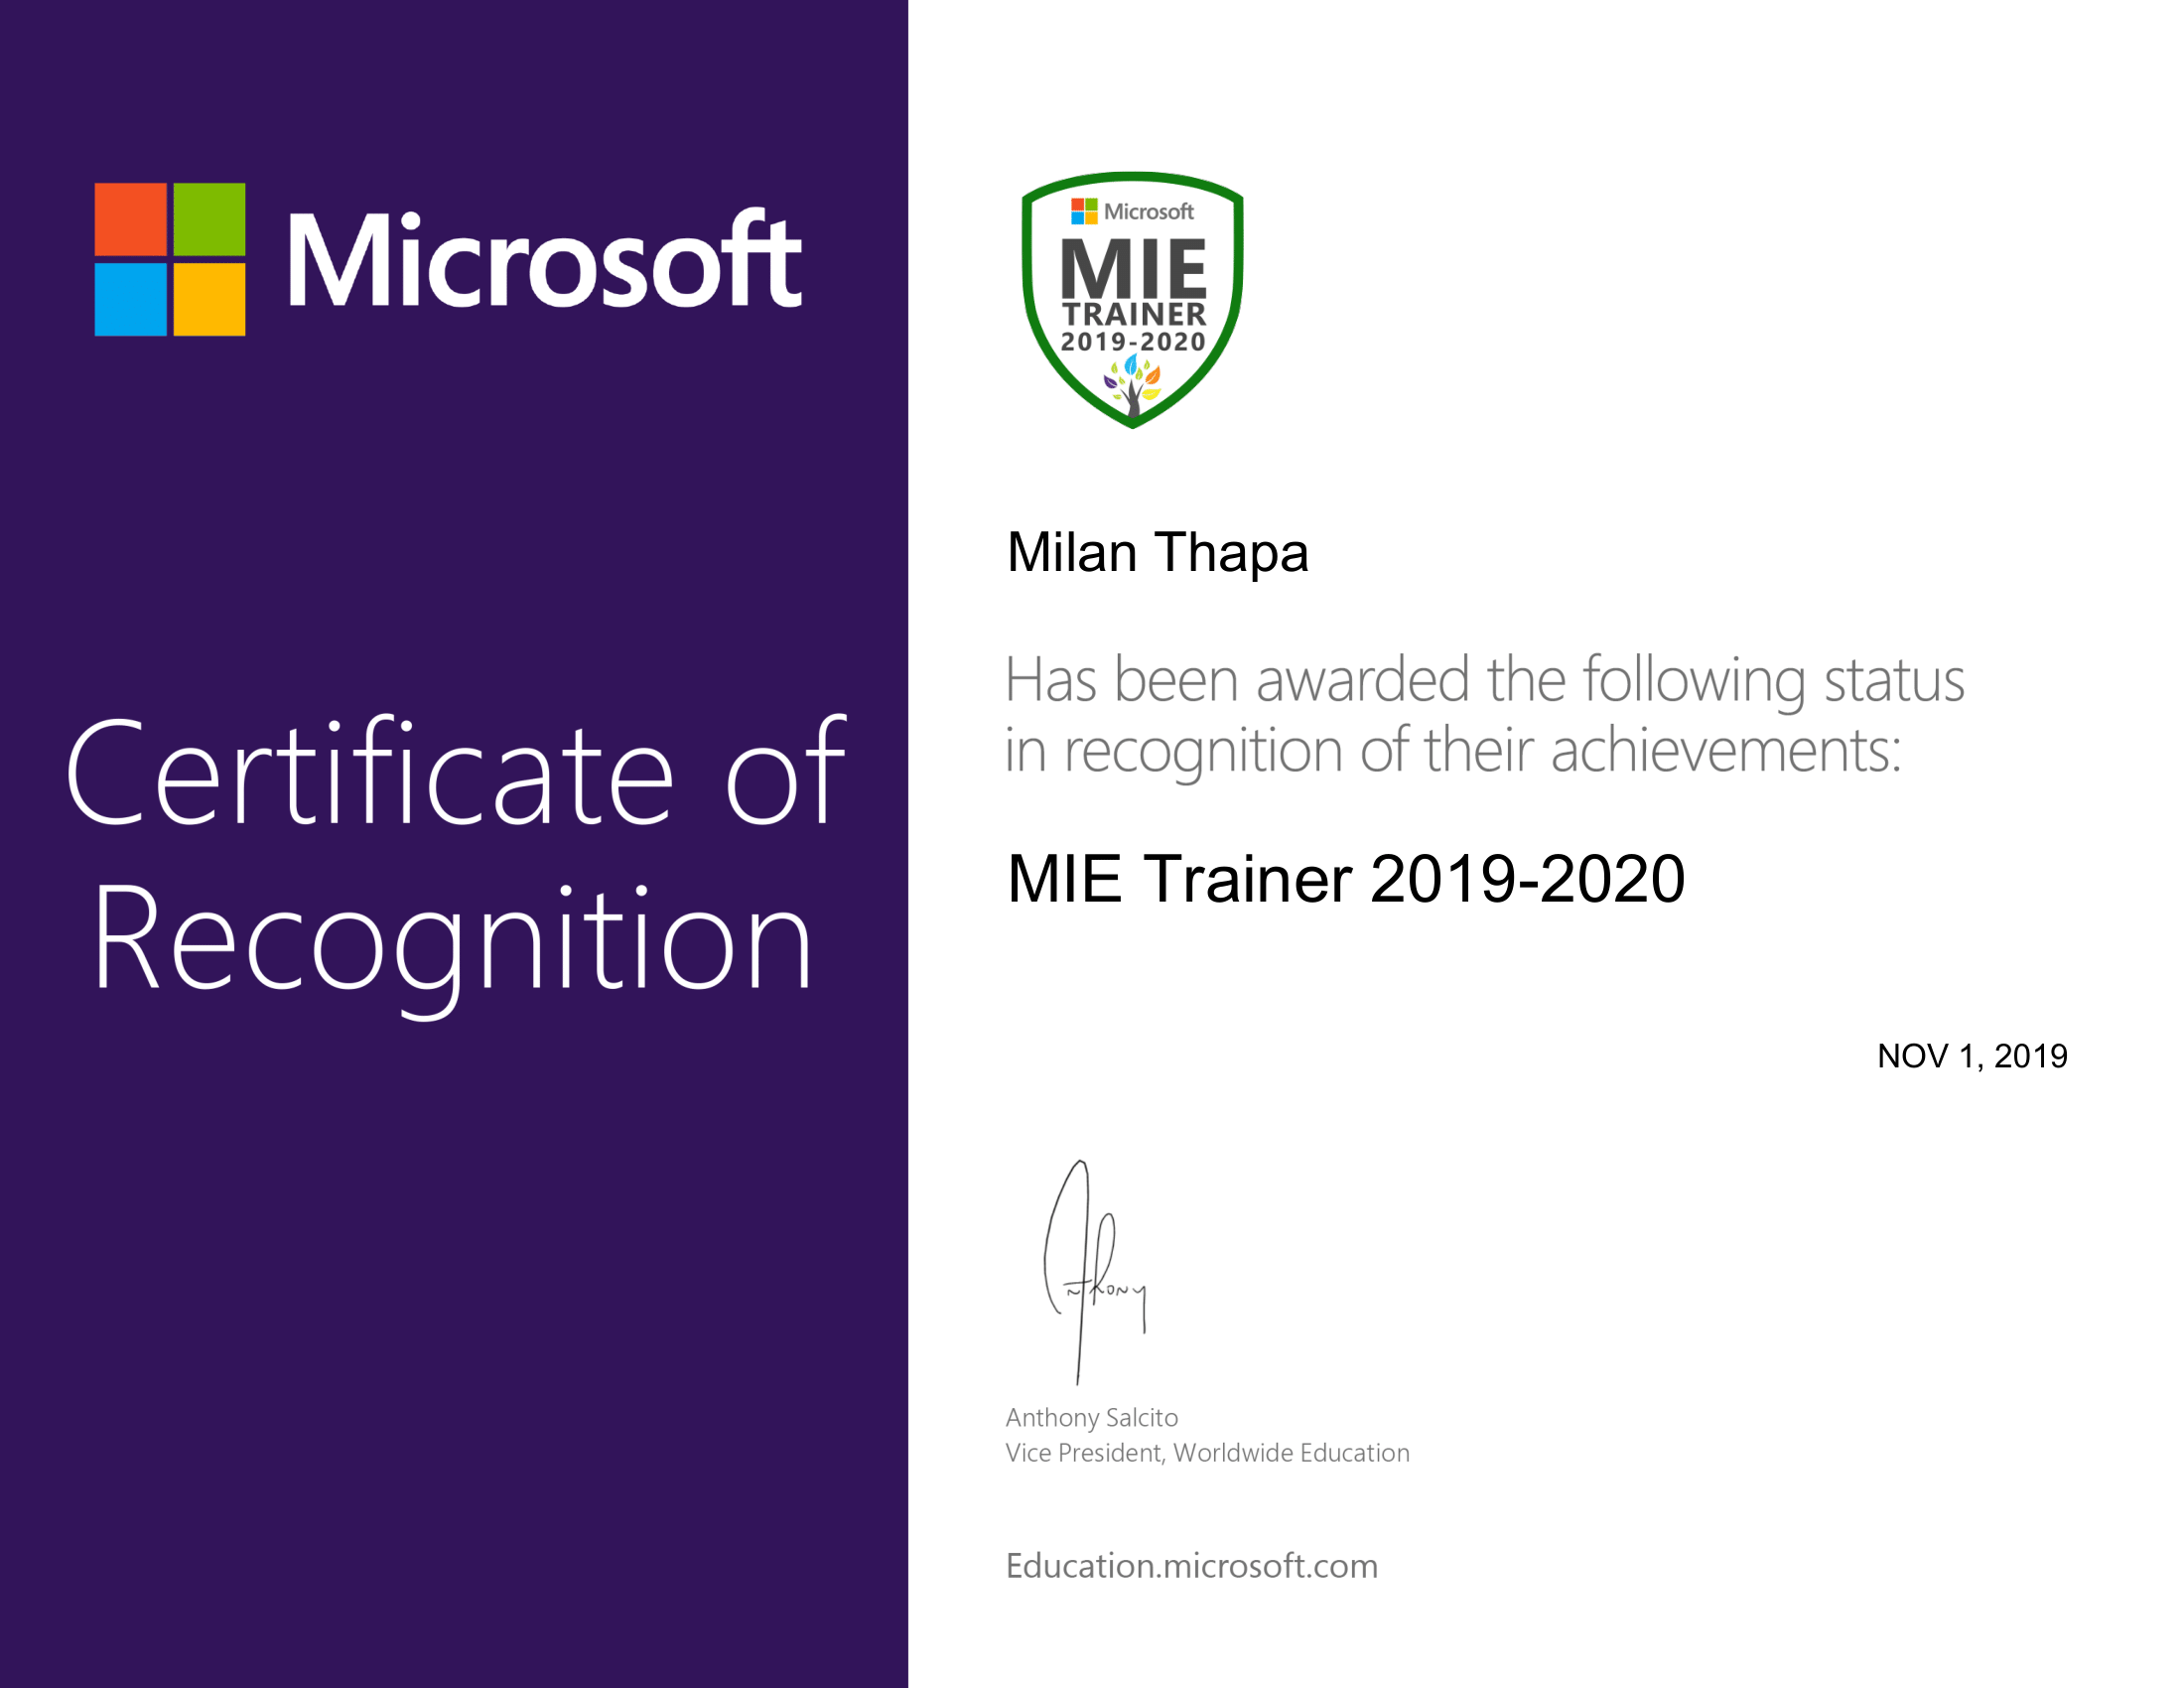 Microsoft
Certificate of
Recognition
Microsoft
MIE
TRAINER
2019-2020
Milan Thapa
Has been awarded the following status
in recognition of their achievements:
MIE Trainer 2019-2020
NOV 1, 2019
Anthony
Anthony Salcito
Vice President, Worldwide Education
Education.microsoft.com